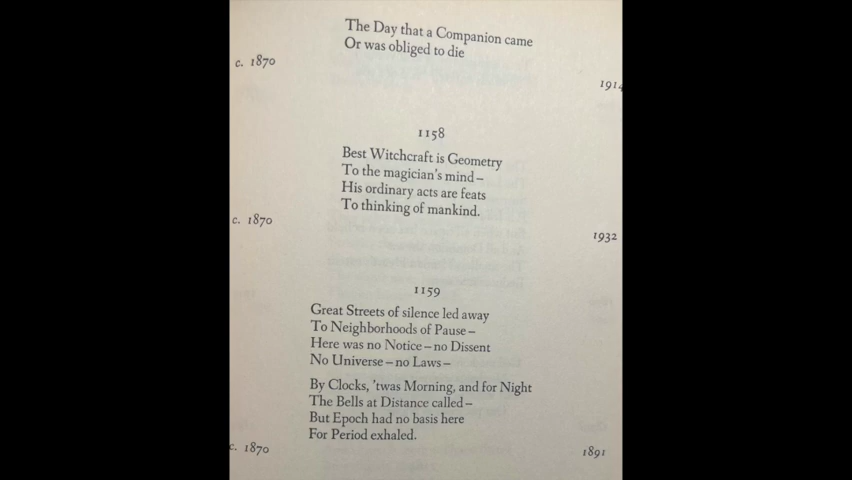 The Day that a Companion came
Or was obliged to die
c. 1870
1914
1158
Best Witchcraft is Geometry
To the magician's mind –
His ordinary acts are feats
To thinking of mankind.
c. 1870
1932
1159
Great Streets of silence led away
To Neighborhoods of Pause –
Here was no Notice – no Dissent
No Universe – no Laws –
By Clocks, 'twas Morning, and for Night
The Bells at Distance called –
But Epoch had no basis here
For Period exhaled.
c. 1870
1891